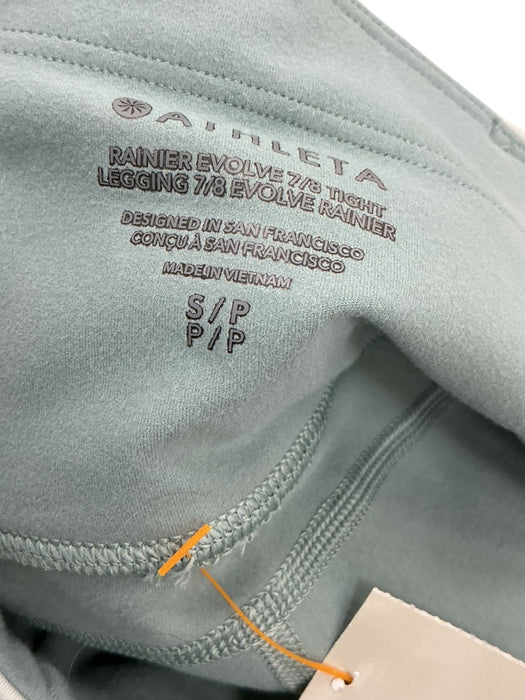 ATHLETA
RAINIER EVOLVE 7/8 TIGHT
LEGGING 7/8 EVOLVE RAINIER
DESIGNED IN SAN FRANCISCO
CONÇU À SAN FRANCISCO
MADE IN VIETNAM
S/P
P/P